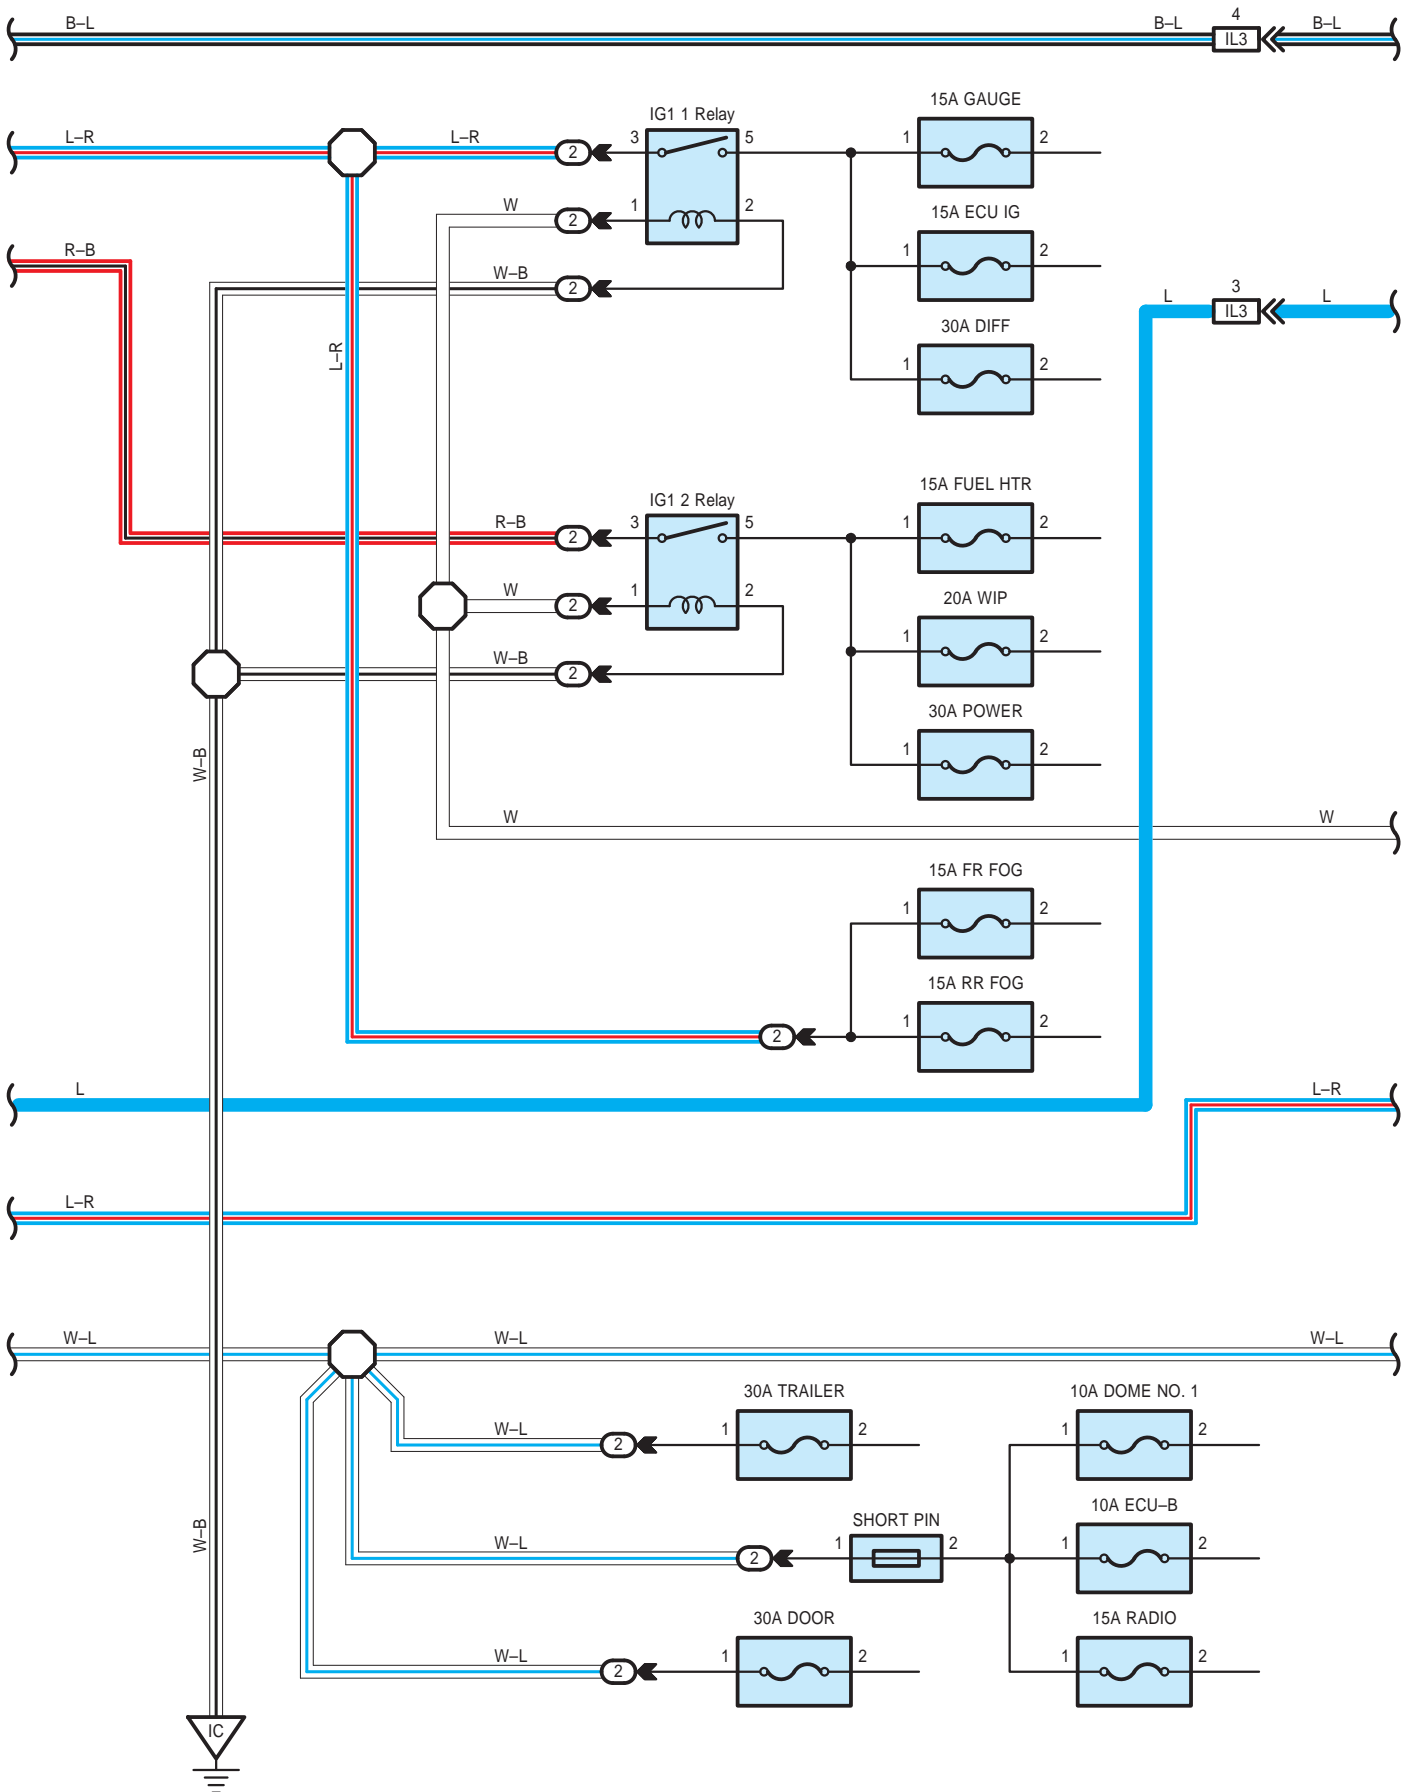 B–L B–L 4 B–L
IL3
15A GAUGE
IG1 1 Relay
L–R L–R 3 5 1 2
2
W 1 2
2
15A ECU IG
1 2
R–B
W–B
2
L 3 L
IL3
30A DIFF
L–R
1 2
15A FUEL HTR
IG1 2 Relay
R–B 3 5 1 2
2
W 1 2
2
20A WIP
1 2
W–B
2
30A POWER
W–B
1 2
W W
15A FR FOG
1 2
15A RR FOG
1 2
2
L L–R
L–R
W–L W–L W–L
30A TRAILER 10A DOME NO. 1
W–L 1 2 1 2
2
10A ECU–B
SHORT PIN
W–B
W–L 1 2 1 2
2
30A DOOR 15A RADIO
W–L 1 2 1 2
2
IC